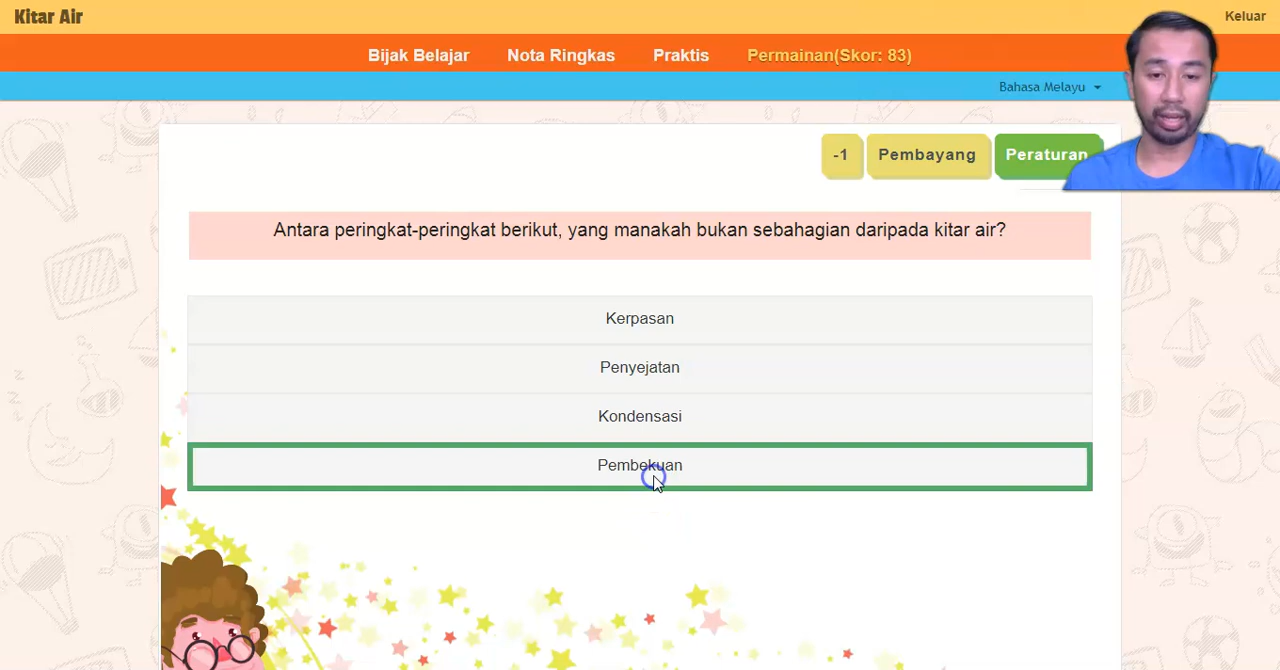 Kitar Air
Keluar
Bijak Belajar Nota Ringkas Praktis Permainan(Skor: 83)
Bahasa Melayu
-1 Pembayang Peraturan
Antara peringkat-peringkat berikut, yang manakah bukan sebahagian daripada kitar air?
Kerpasan
Penyejatan
Kondensasi
Pembekuan